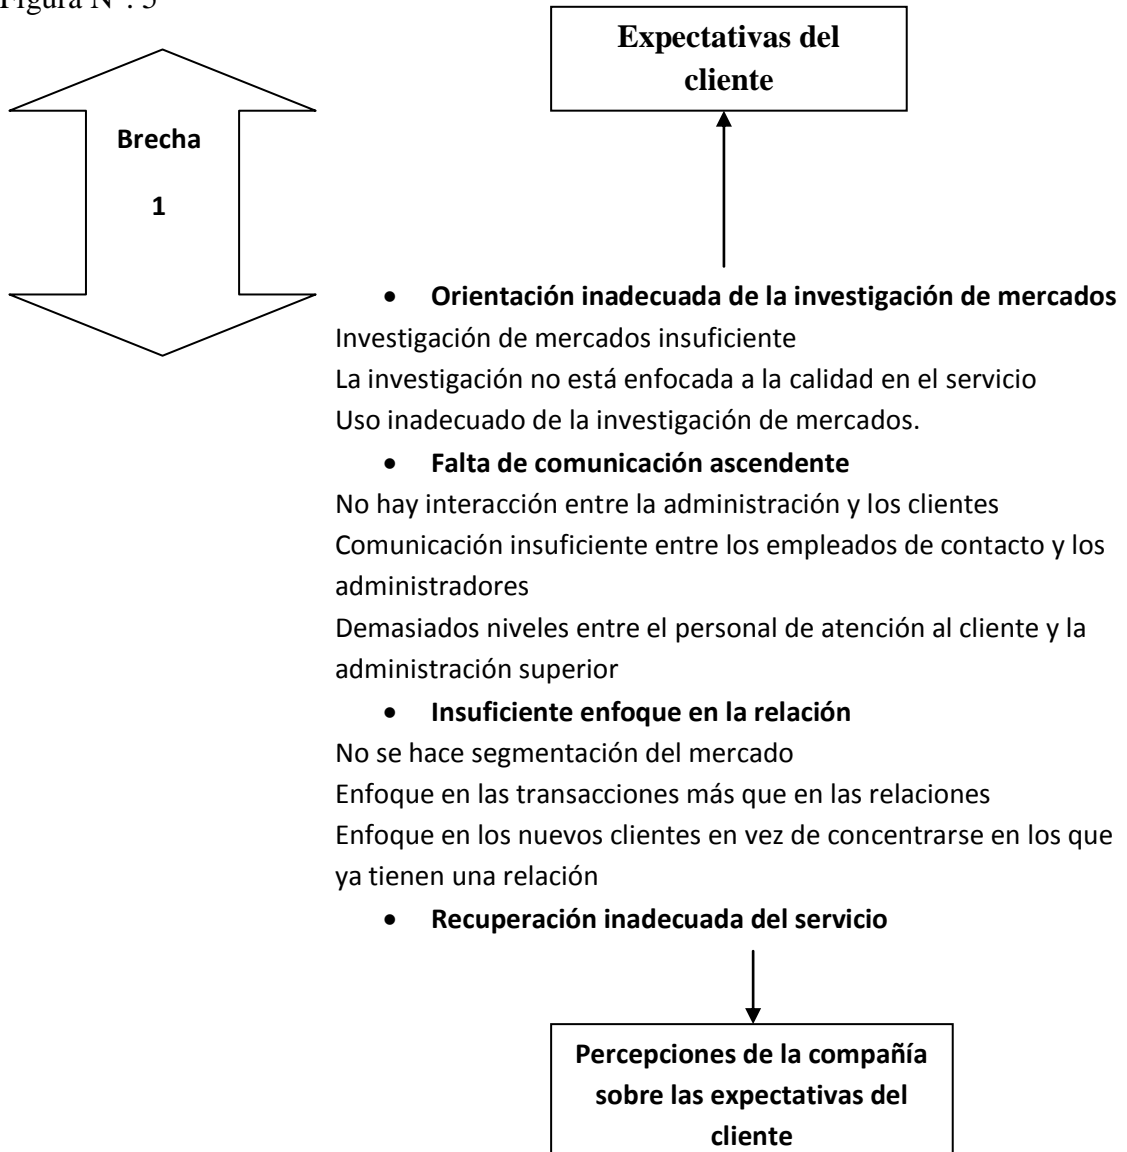 Figura Nº. 3
Expectativas del
cliente
Brecha
1
• Orientación inadecuada de la investigación de mercados
Investigación de mercados insuficiente
La investigación no está enfocada a la calidad en el servicio
Uso inadecuado de la investigación de mercados.
• Falta de comunicación ascendente
No hay interacción entre la administración y los clientes
Comunicación insuficiente entre los empleados de contacto y los
administradores
Demasiados niveles entre el personal de atención al cliente y la
administración superior
• Insuficiente enfoque en la relación
No se hace segmentación del mercado
Enfoque en las transacciones más que en las relaciones
Enfoque en los nuevos clientes en vez de concentrarse en los que
ya tienen una relación
• Recuperación inadecuada del servicio
Percepciones de la compañía
sobre las expectativas del
cliente